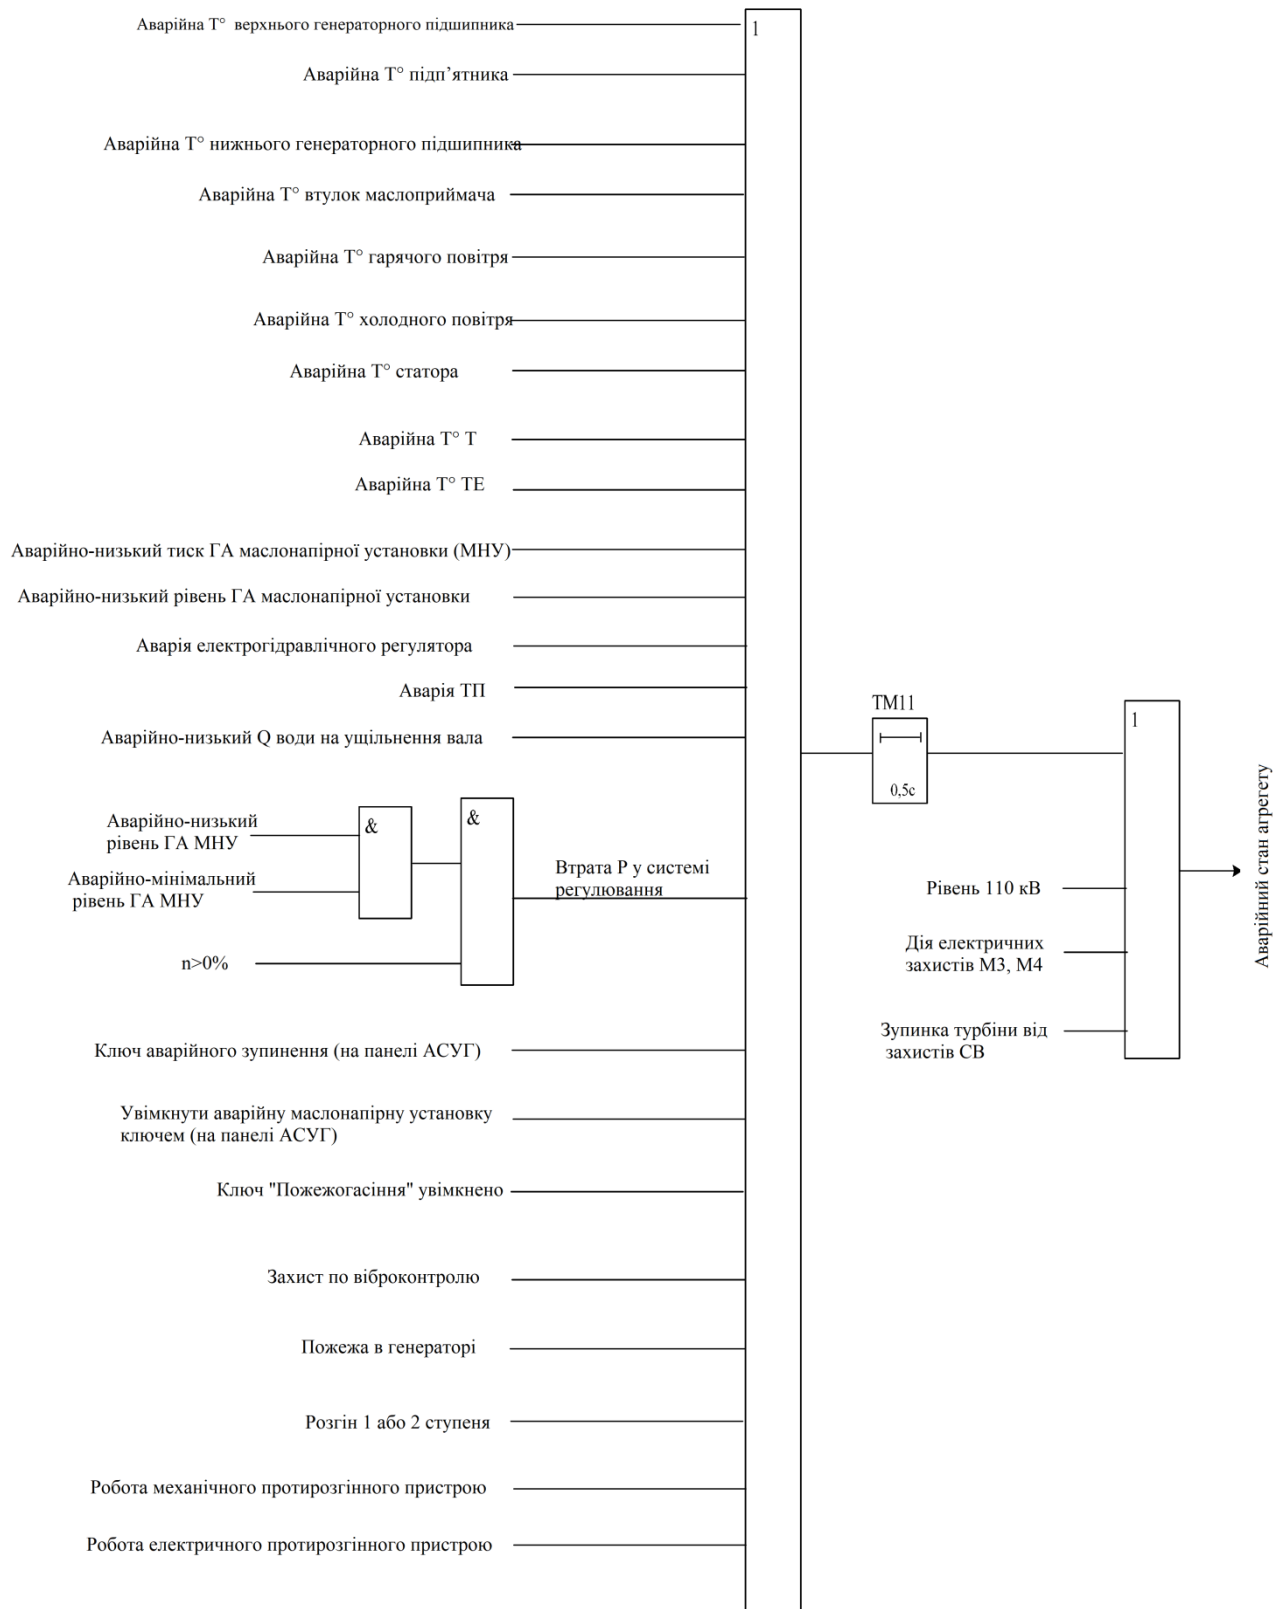 Аварійна Т° верхнього генераторного підшипника
1
Аварійна Т° підп’ятника
Аварійна Т° нижнього генераторного підшипника
Аварійна Т° втулок маслоприймача
Аварійна Т° гарячого повітря
Аварійна Т° холодного повітря
Аварійна Т° статора
Аварійна Т° Т
Аварійна Т° ТЕ
Аварійно-низький тиск ГА маслонапірної установки (МНУ)
Аварійно-низький рівень ГА маслонапірної установки
Аварія електрогідравлічного регулятора
Аварія ТП
Аварійно-низький Q води на ущільнення вала
Аварійно-низький
рівень ГА МНУ
Аварійно-мінімальний
рівень ГА МНУ
&
&
n>0%
Втрата Р у системі
регулювання
Ключ аварійного зупинення (на панелі АСУГ)
Увімкнути аварійну маслонапірну установку
ключем (на панелі АСУГ)
Ключ "Пожежогасіння" увімкнено
Захист по віброконтролю
Пожежа в генераторі
Розгін 1 або 2 ступеня
Робота механічного протирозгінного пристрою
Робота електричного протирозгінного пристрою
ТМ11
0,5с
1
Рівень 110 кВ
Дія електричних
захистів М3, М4
Зупинка турбіни від
захистів СВ
Аварійний стан агрегету